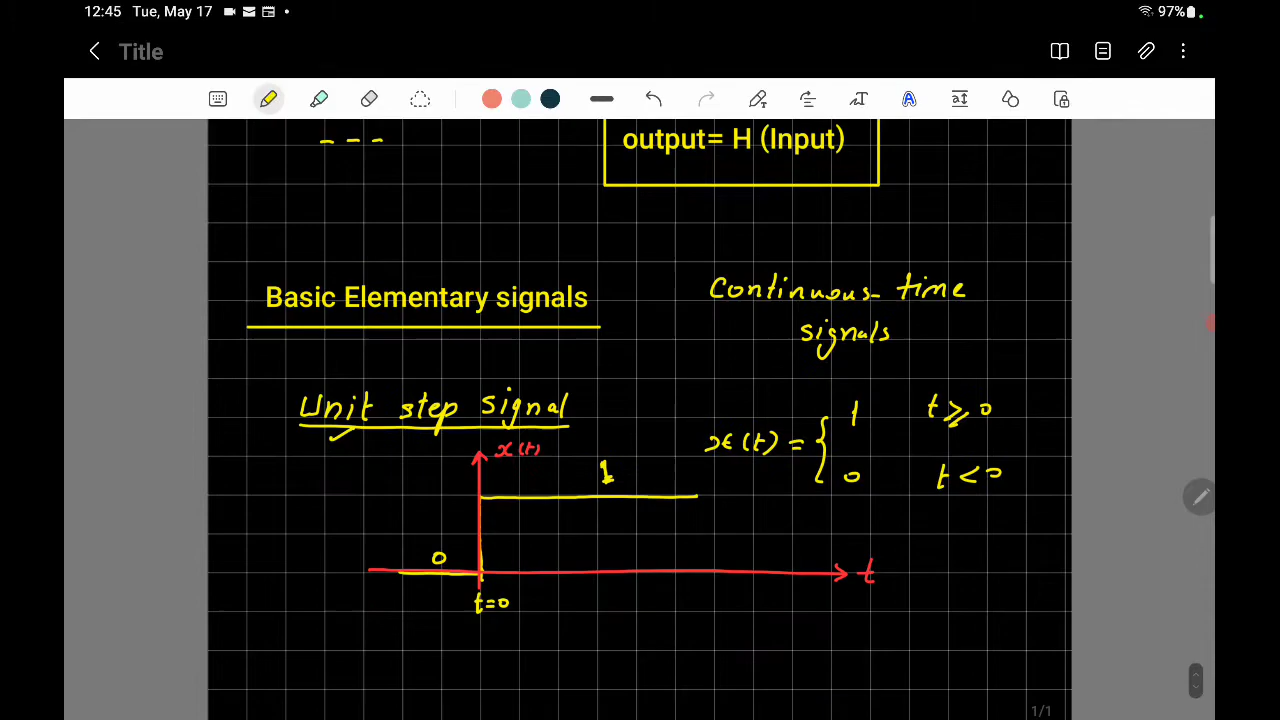 12:45 Tue, May 17
97%
Title
- - -
output= H (Input)
Basic Elementary signals
Continuous-time
signals
Unit step signal
x(t)
x(t) = { 1 t ≥ 0
0 t < 0
1
0
t
t=0
1/1